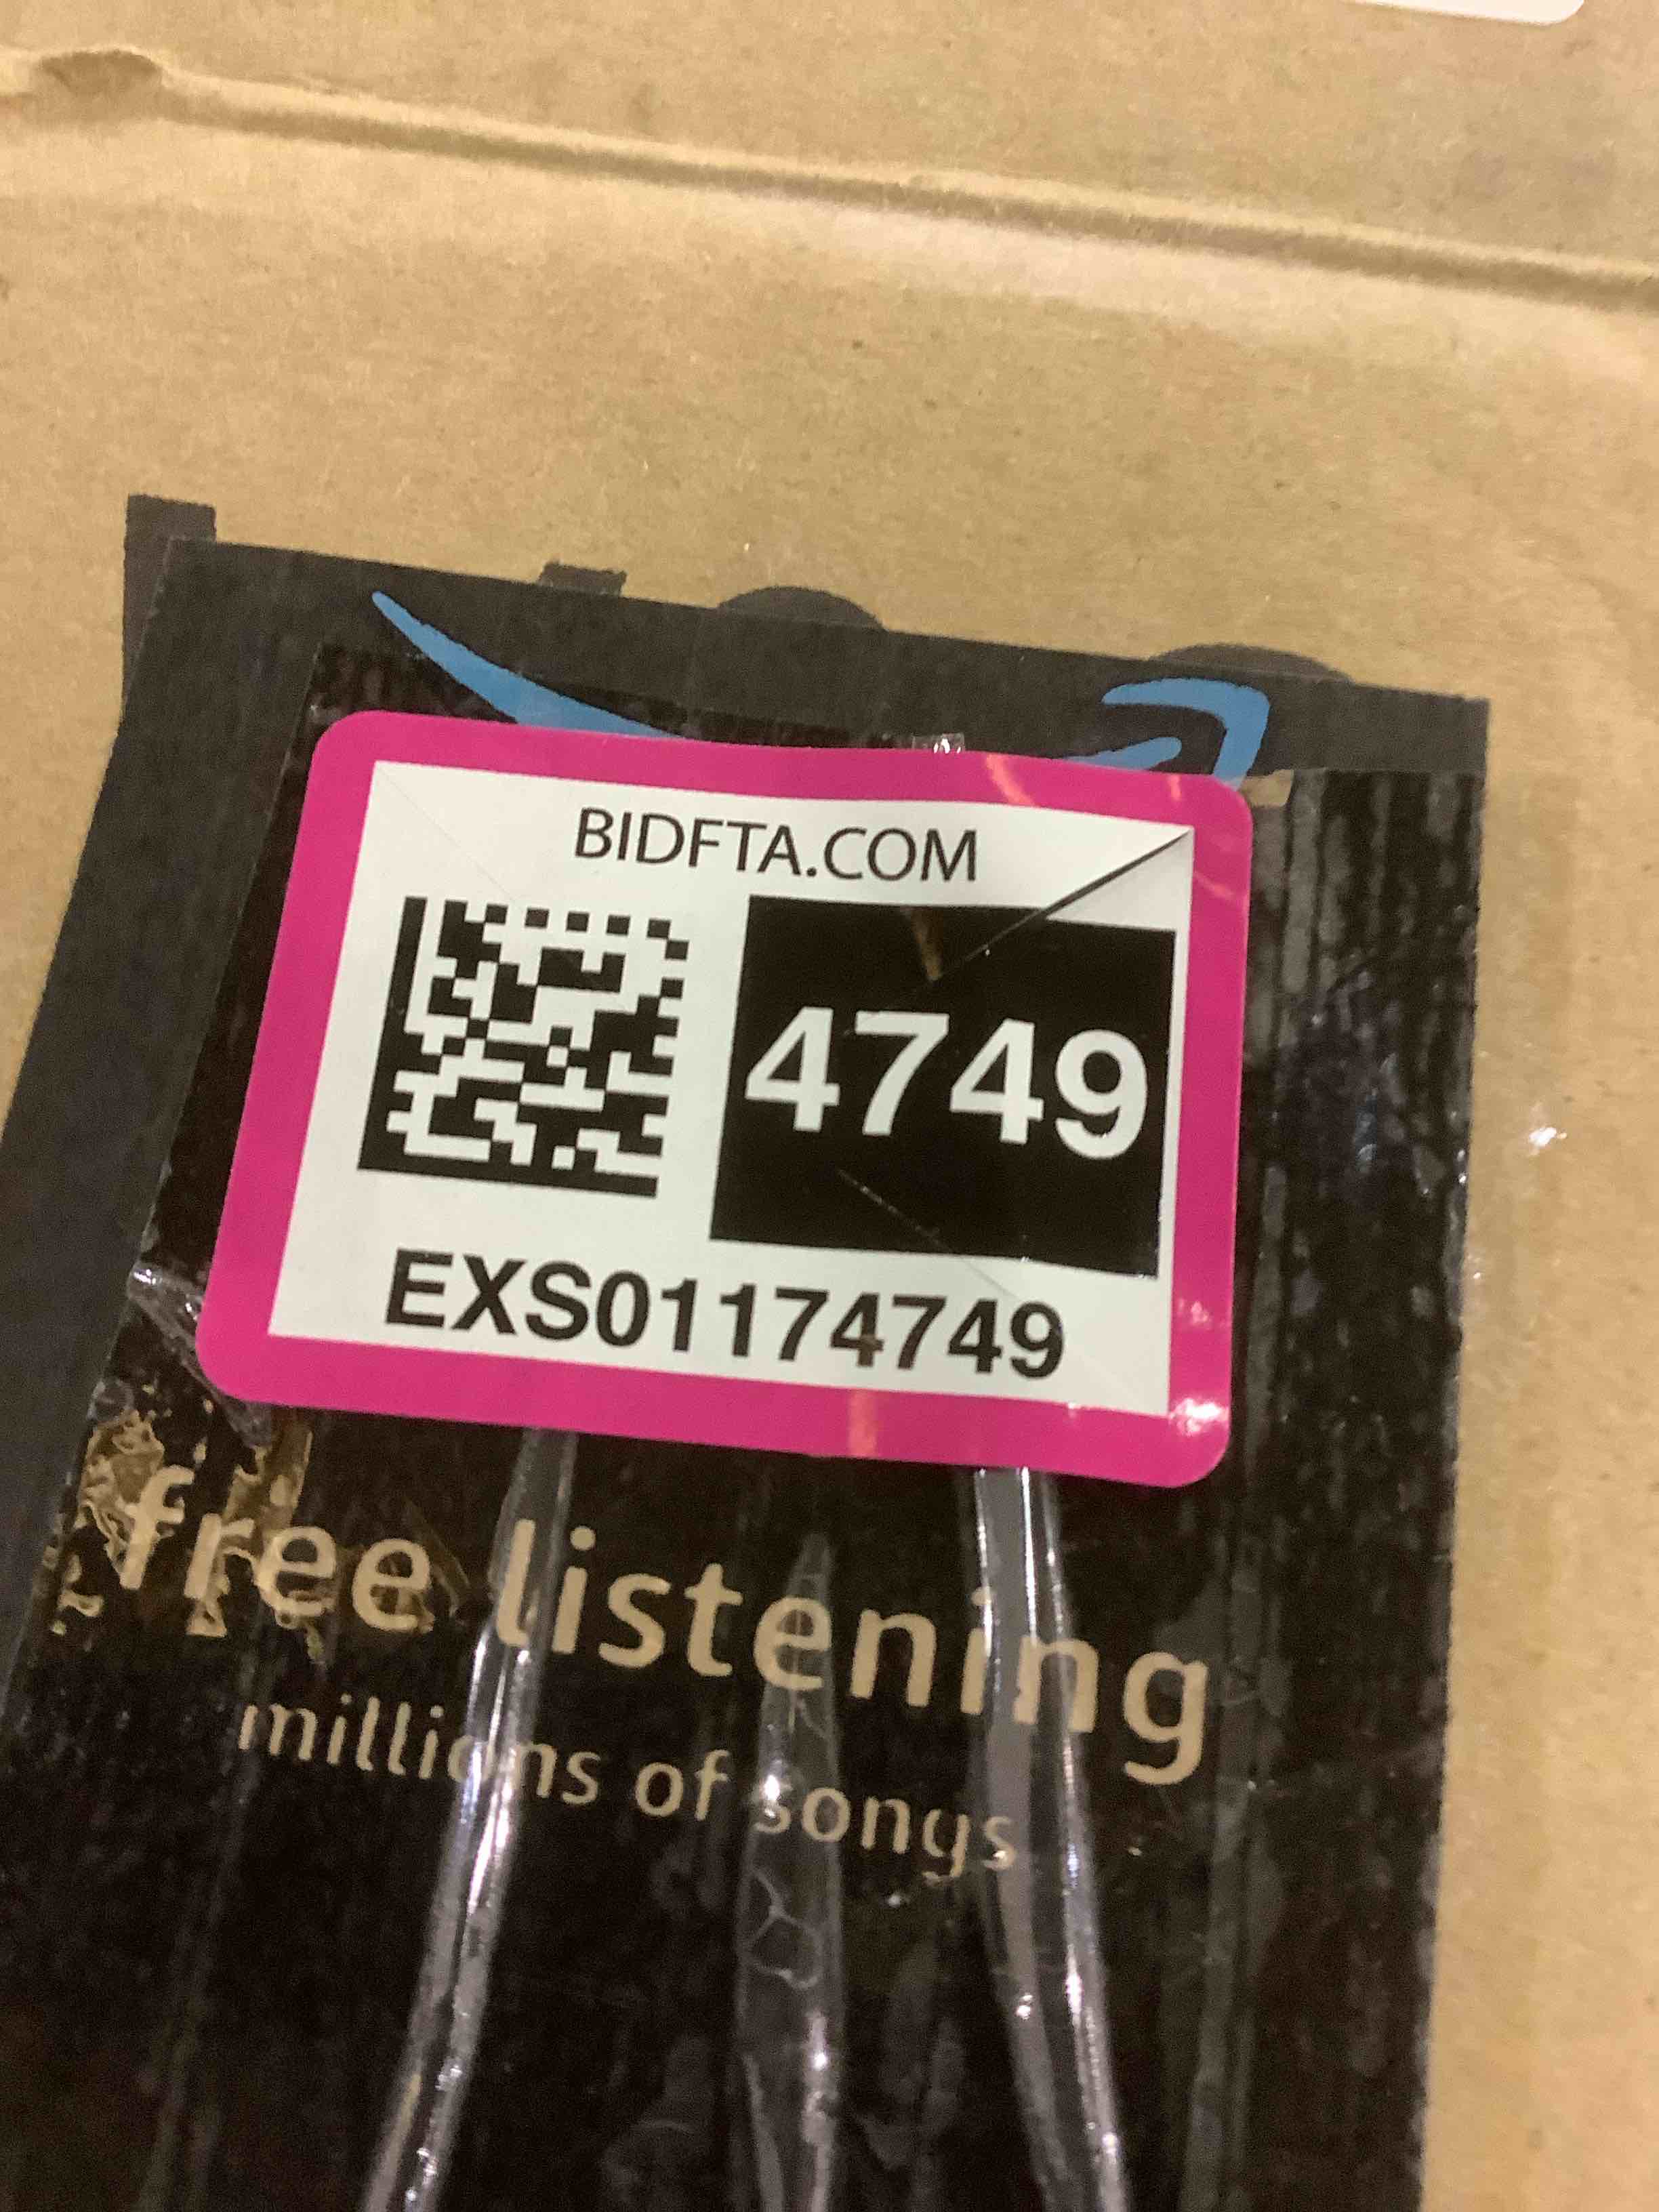 BIDFTA.COM
4749
EXS01174749
free listening
millions of songs